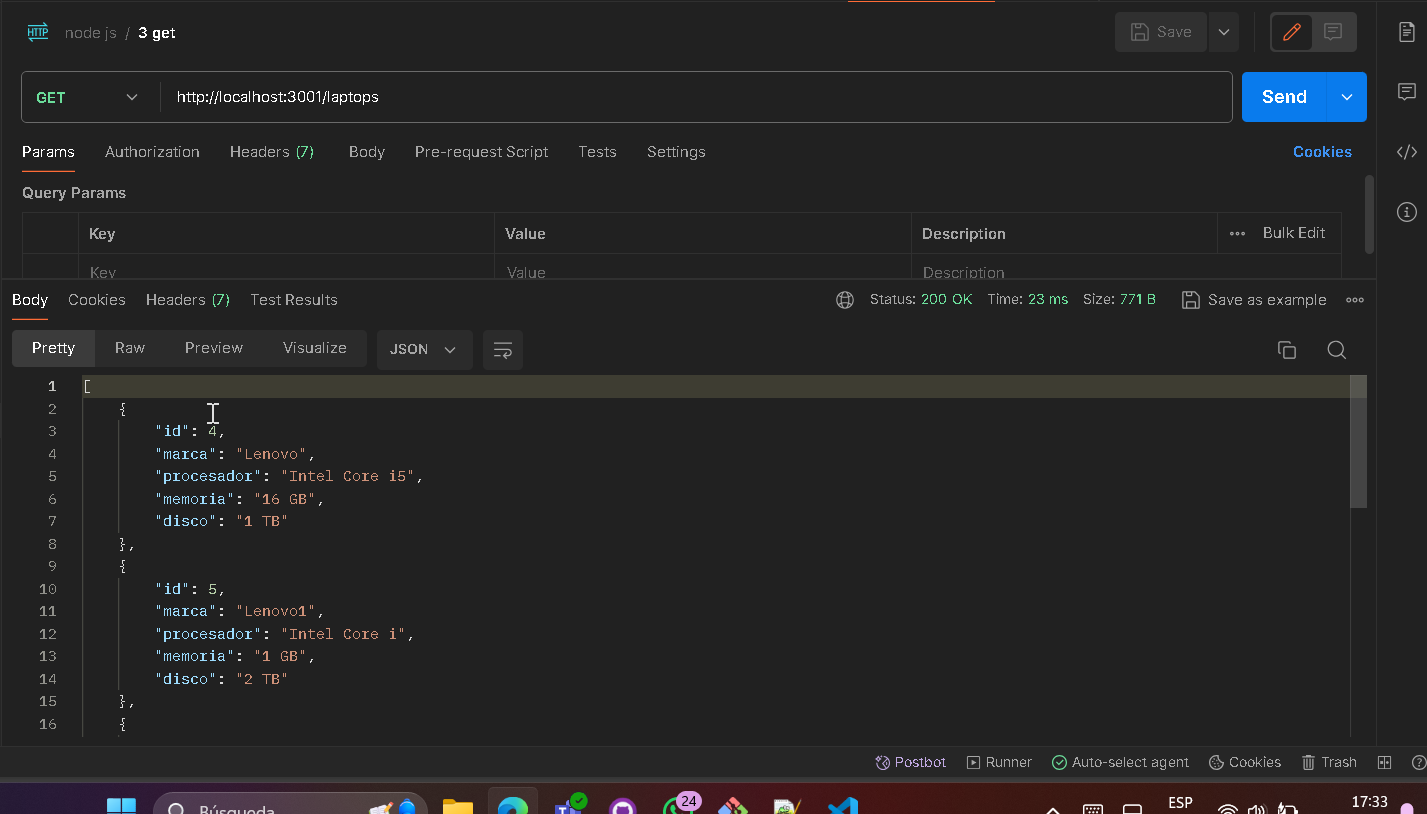 HTTP node js / 3 get Save
GET http://localhost:3001/laptops Send
Params Authorization Headers (7) Body Pre-request Script Tests Settings Cookies
Query Params
Key Value Description Bulk Edit
Key Value Description
Body Cookies Headers (7) Test Results Status: 200 OK Time: 23 ms Size: 771 B Save as example
Pretty Raw Preview Visualize JSON
1 [
2 {
3 "id": 4,
4 "marca": "Lenovo",
5 "procesador": "Intel Core i5",
6 "memoria": "16 GB",
7 "disco": "1 TB"
8 },
9 {
10 "id": 5,
11 "marca": "Lenovo1",
12 "procesador": "Intel Core i",
13 "memoria": "1 GB",
14 "disco": "2 TB"
15 },
16 {
Postbot Runner Auto-select agent Cookies Trash
Búsqueda 24 ESP 17:33